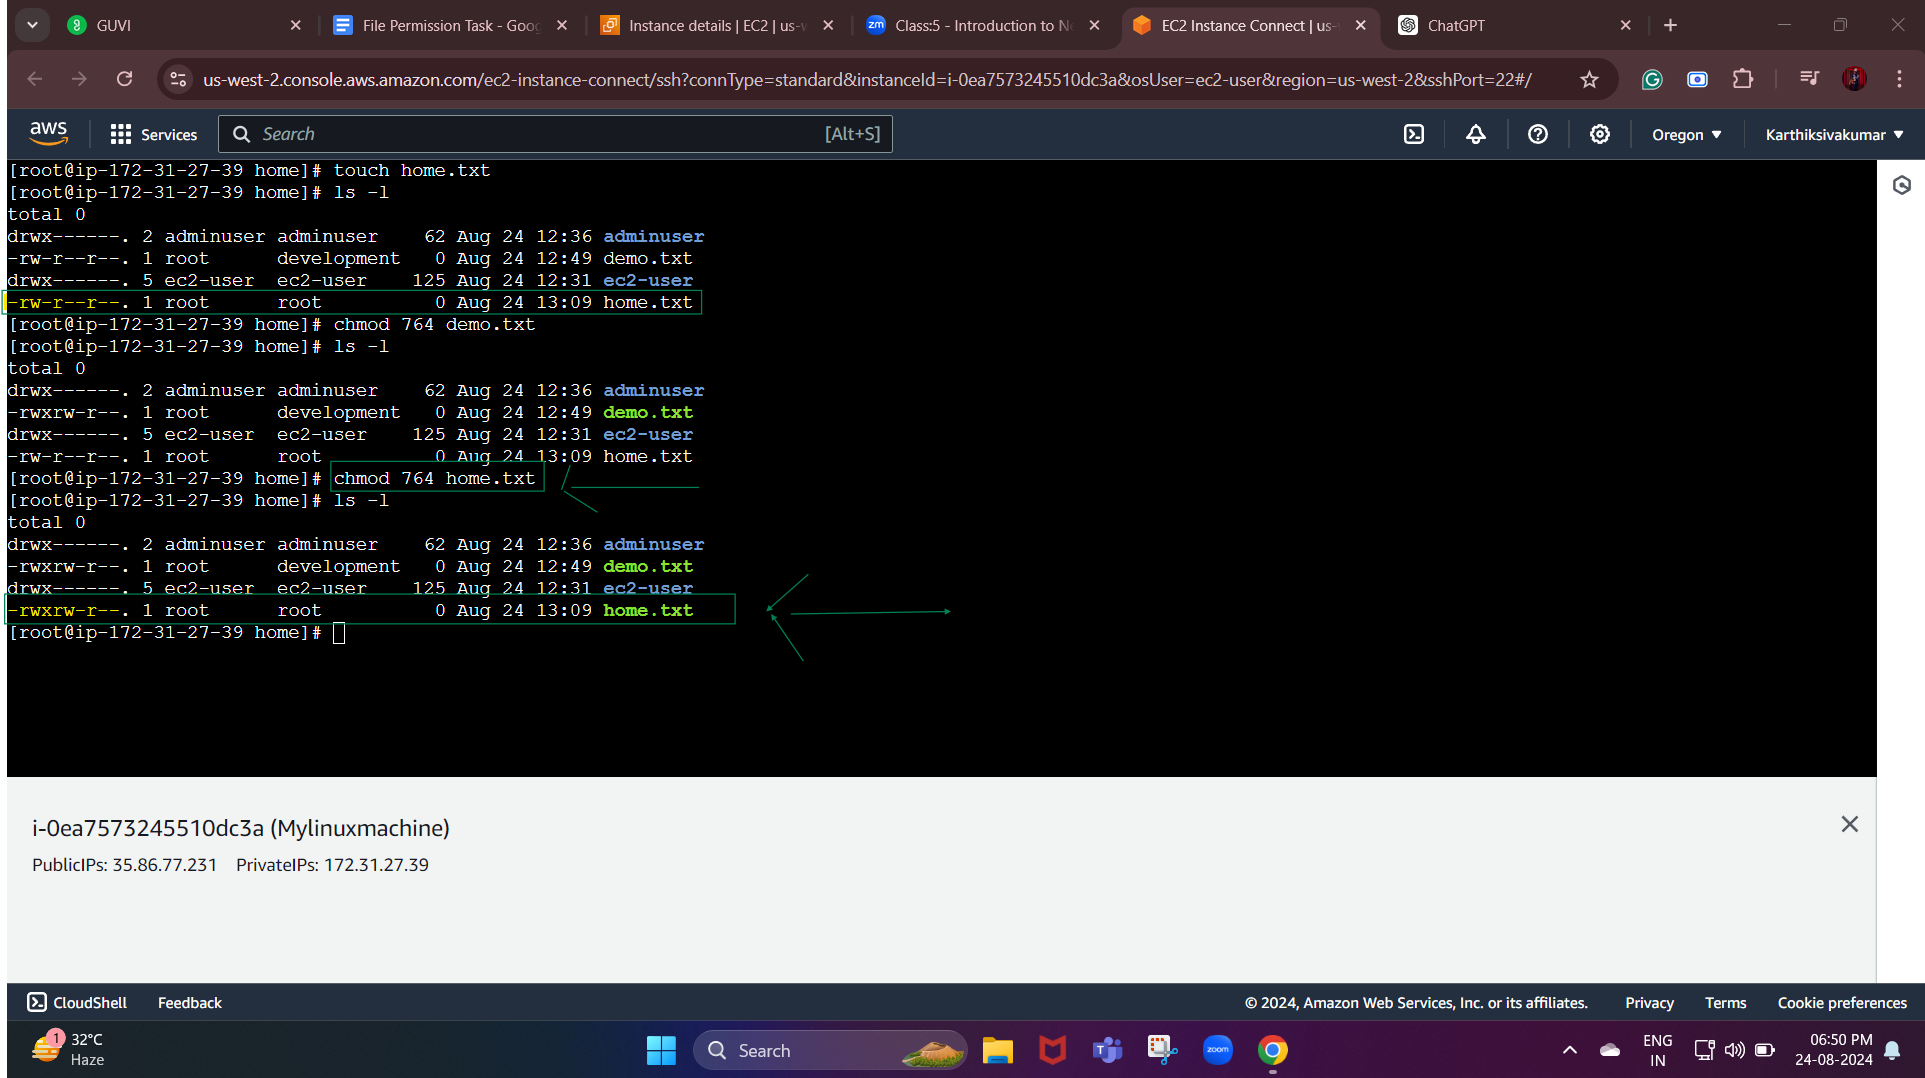 GUVI
File Permission Task - Goog
Instance details | EC2 | us-w
zm Class:5 - Introduction to Ne
EC2 Instance Connect | us-
ChatGPT
us-west-2.console.aws.amazon.com/ec2-instance-connect/ssh?connType=standard&instanceId=i-0ea7573245510dc3a&osUser=ec2-user&region=us-west-2&sshPort=22#/
aws Services Search [Alt+S] Oregon Karthiksivakumar
[root@ip-172-31-27-39 home]# touch home.txt
[root@ip-172-31-27-39 home]# ls -l
total 0
drwx------. 2 adminuser adminuser 62 Aug 24 12:36 adminuser
-rw-r--r--. 1 root development 0 Aug 24 12:49 demo.txt
drwx------. 5 ec2-user ec2-user 125 Aug 24 12:31 ec2-user
-rw-r--r--. 1 root root 0 Aug 24 13:09 home.txt
[root@ip-172-31-27-39 home]# chmod 764 demo.txt
[root@ip-172-31-27-39 home]# ls -l
total 0
drwx------. 2 adminuser adminuser 62 Aug 24 12:36 adminuser
-rwxrw-r--. 1 root development 0 Aug 24 12:49 demo.txt
drwx------. 5 ec2-user ec2-user 125 Aug 24 12:31 ec2-user
-rw-r--r--. 1 root root 0 Aug 24 13:09 home.txt
[root@ip-172-31-27-39 home]# chmod 764 home.txt
[root@ip-172-31-27-39 home]# ls -l
total 0
drwx------. 2 adminuser adminuser 62 Aug 24 12:36 adminuser
-rwxrw-r--. 1 root development 0 Aug 24 12:49 demo.txt
drwx------. 5 ec2-user ec2-user 125 Aug 24 12:31 ec2-user
-rwxrw-r--. 1 root root 0 Aug 24 13:09 home.txt
[root@ip-172-31-27-39 home]#
i-0ea7573245510dc3a (Mylinuxmachine)
PublicIPs: 35.86.77.231 PrivateIPs: 172.31.27.39
CloudShell Feedback © 2024, Amazon Web Services, Inc. or its affiliates. Privacy Terms Cookie preferences
1 32°C
Haze
Search
zoom
ENG
IN
06:50 PM
24-08-2024